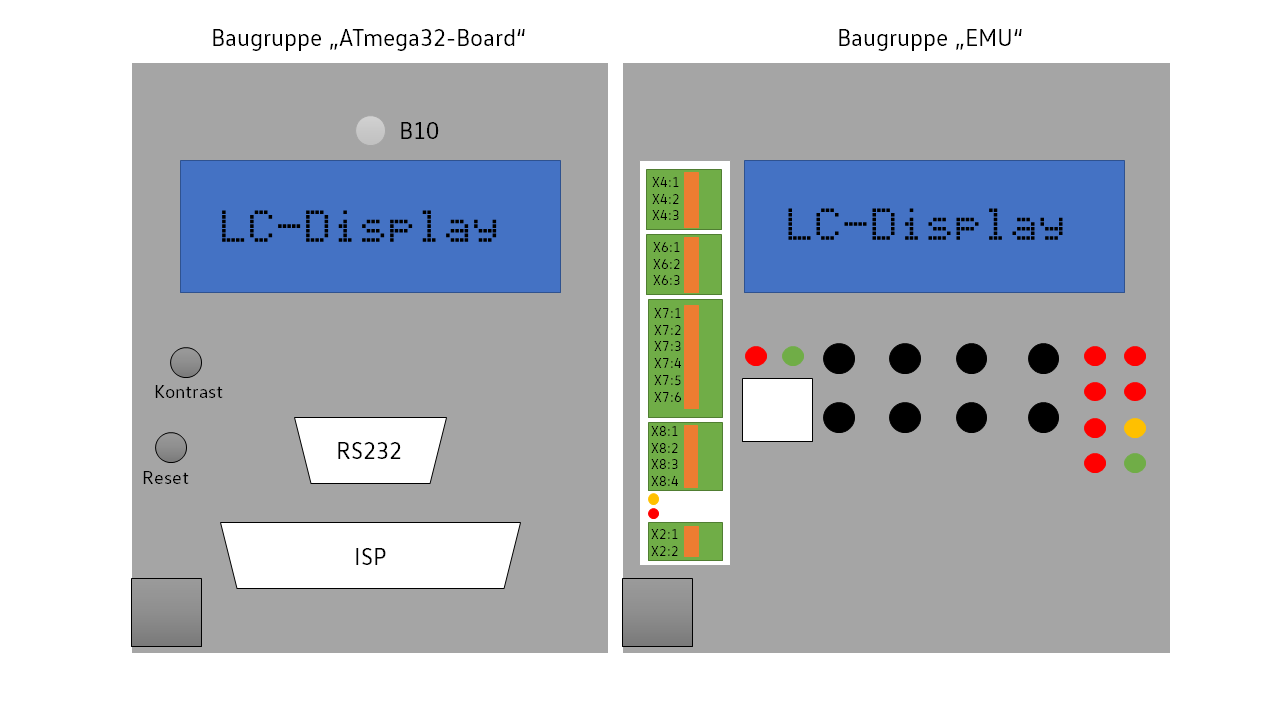 Baugruppe „ATmega32-Board“
B10
LC-Display
Kontrast
RS232
Reset
ISP
Baugruppe „EMU“
X4:1
X4:2
X4:3
X6:1
X6:2
X6:3
X7:1
X7:2
X7:3
X7:4
X7:5
X7:6
X8:1
X8:2
X8:3
X8:4
X2:1
X2:2
LC-Display